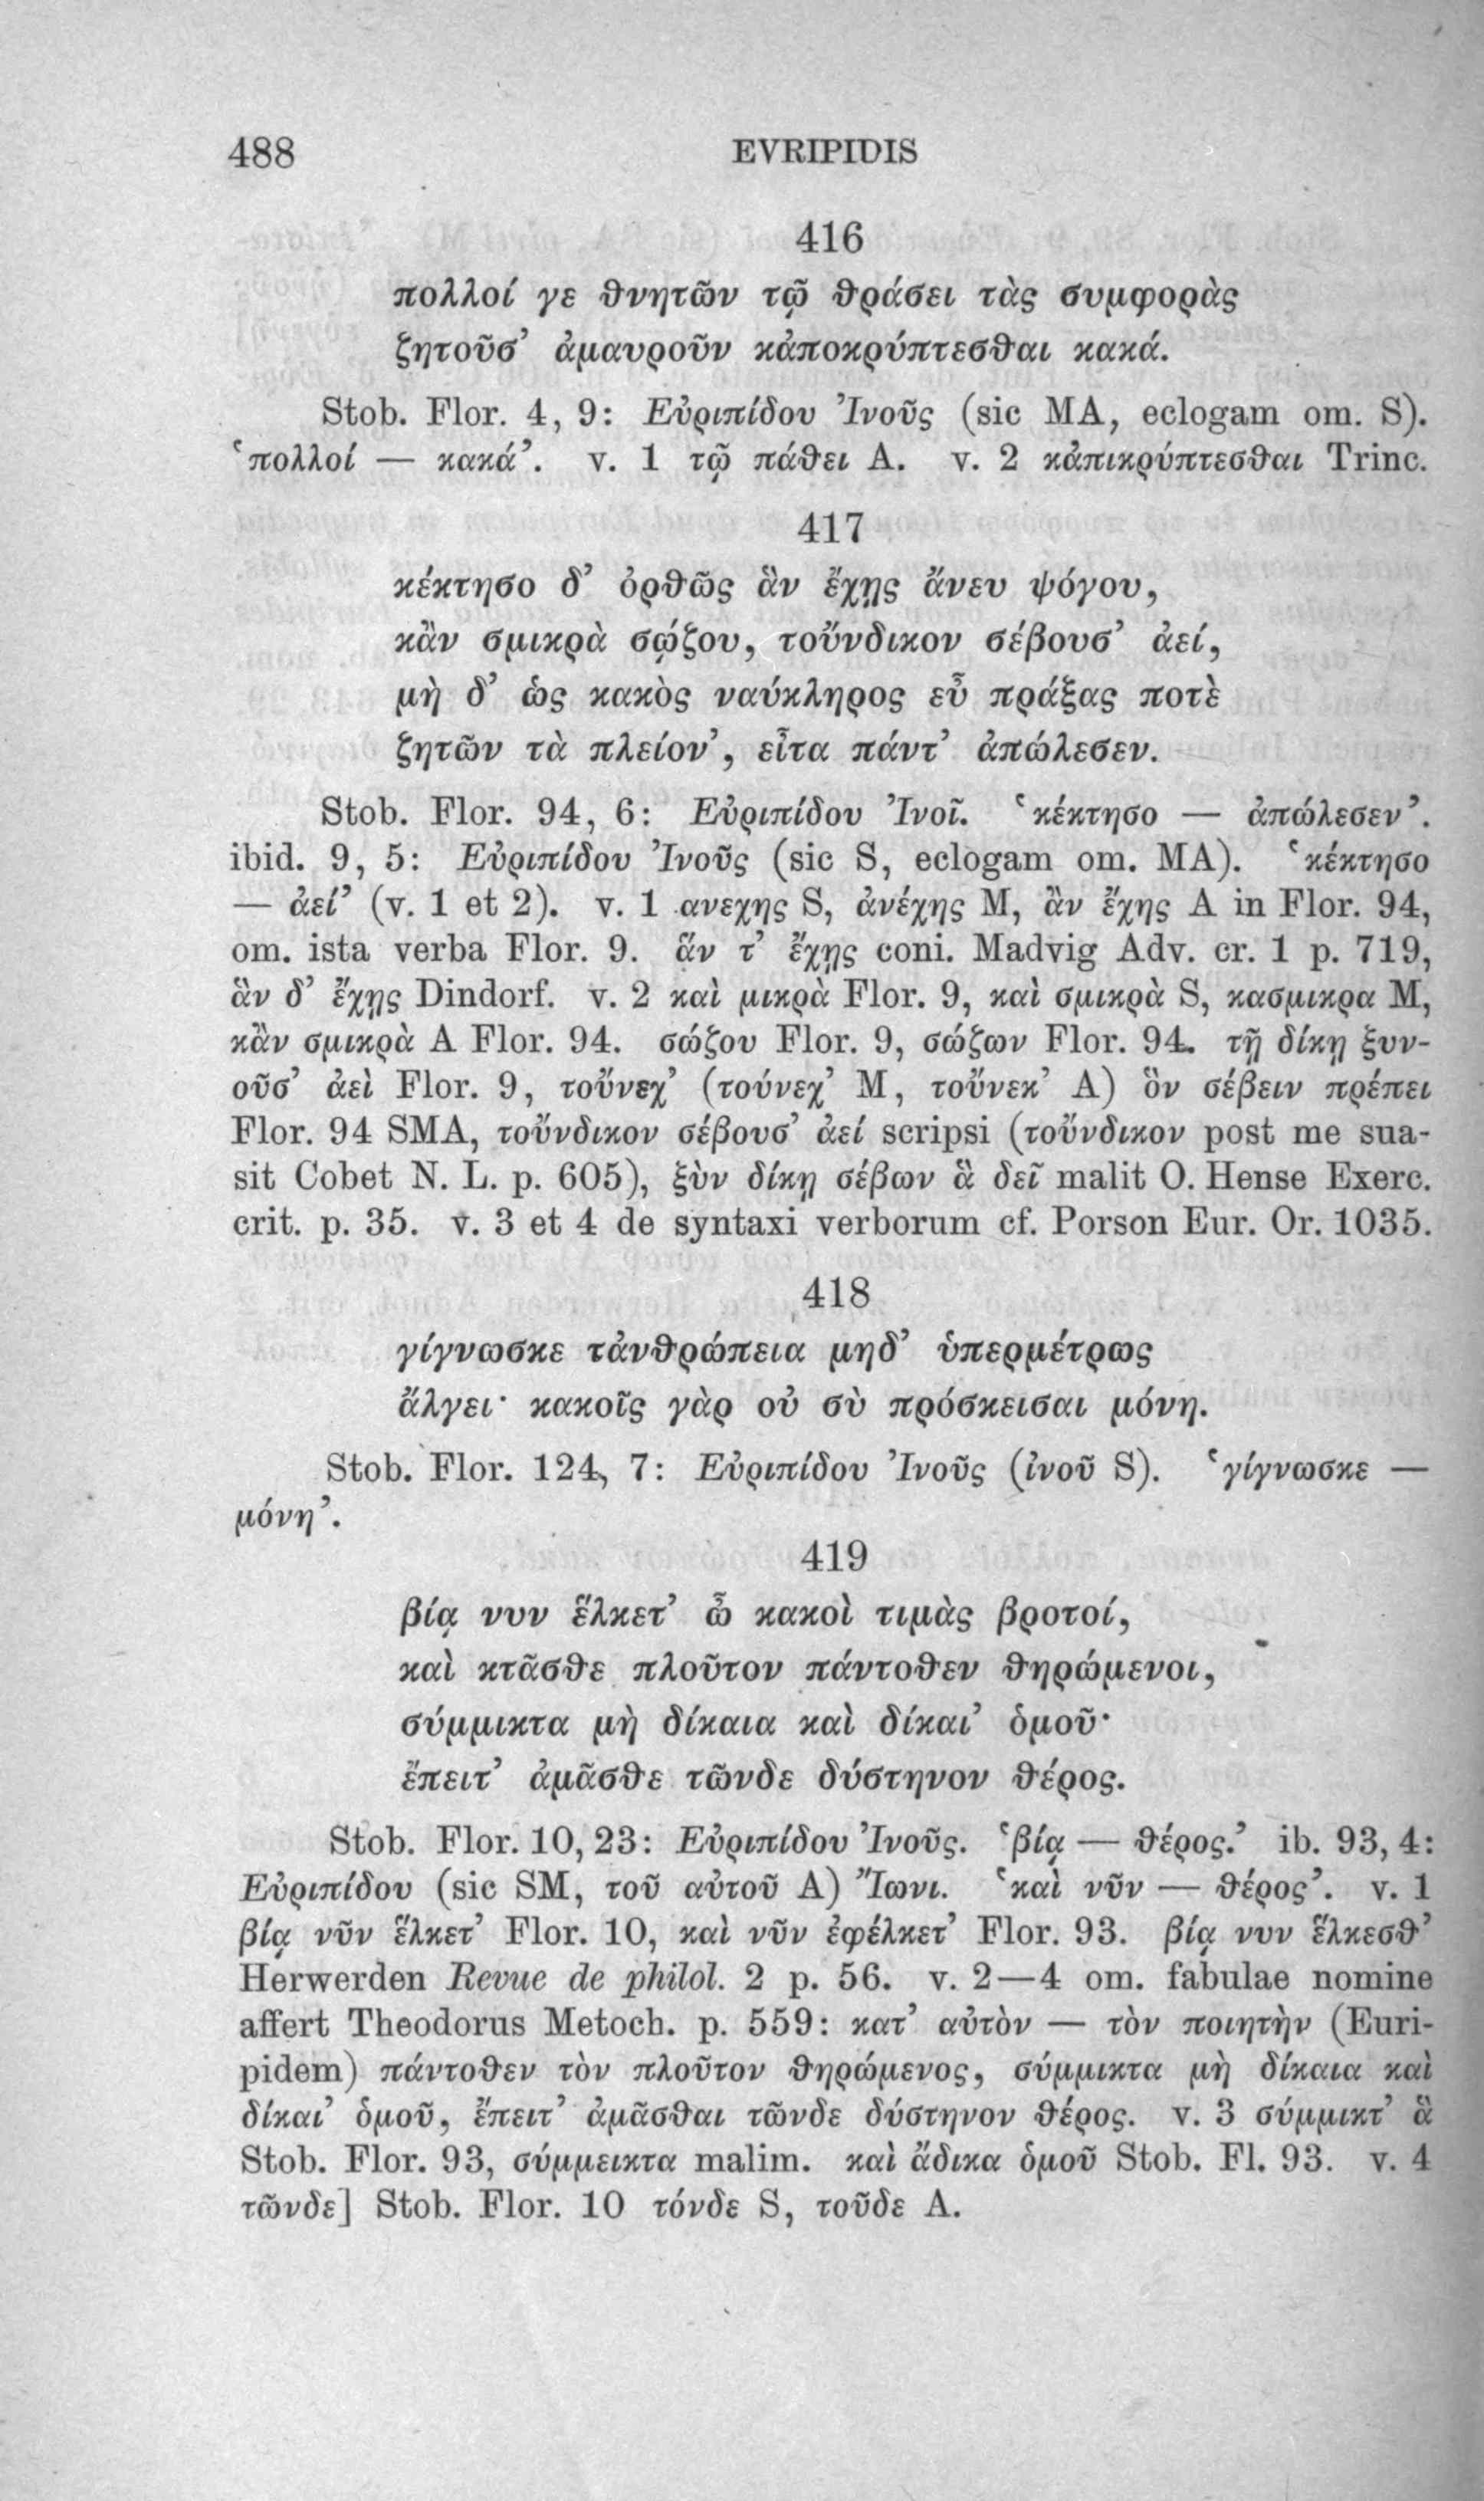 488 EVRIPIDIS
416
πολλοί γε θνητῶν τῷ θράσει τὰς συμφορὰς
ζητοῦσ’ ἀμαυροῦν κἀποκρύπτεσθαι κακά.
Stob. Flor. 4, 9: Εὐριπίδου Ἰνοῦς (sic MA, eclogam om. S).
‘πολλοί — κακά’. v. 1 τῷ πάθει A. v. 2 κἀπικρύπτεσθαι Trinc.
417
κέκτησο δ’ ὀρθῶς ἃν ἔχῃς ἄνευ ψόγου,
κἂν σμικρὰ σῴζου, τοὔνδικον σέβουσ’ ἀεί,
μὴ δ’ ὡς κακὸς ναύκληρος εὖ πράξας ποτὲ
ζητῶν τὰ πλείον’, εἶτα πάντ’ ἀπώλεσεν.
Stob. Flor. 94, 6: Εὐριπίδου Ἰνοῖ. ‘κέκτησο — ἀπώλεσεν’.
ibid. 9, 5: Εὐριπίδου Ἰνοῦς (sic S, eclogam om. MA). ‘κέκτησο
— ἀεί’ (v. 1 et 2). v. 1 ανεχης S, ἀνέχης M, ἂν ἔχης A in Flor. 94,
om. ista verba Flor. 9. ἅν τ’ ἔχῃς coni. Madvig Adv. cr. 1 p. 719,
ἃν δ’ ἔχῃς Dindorf. v. 2 καὶ μικρὰ Flor. 9, καὶ σμικρὰ S, κασμικρα M,
κἂν σμικρὰ A Flor. 94. σώζου Flor. 9, σώζων Flor. 94. τῇ δίκῃ ξυν-
οῦσ’ ἀεὶ Flor. 9, τοὔνεχ’ (τούνεχ’ M, τοὔνεκ’ A) ὃν σέβειν πρέπει
Flor. 94 SMA, τοὔνδικον σέβουσ’ ἀεί scripsi (τοὔνδικον post me sua-
sit Cobet N. L. p. 605), ξὺν δίκῃ σέβων ἃ δεῖ malit O. Hense Exerc.
crit. p. 35. v. 3 et 4 de syntaxi verborum cf. Porson Eur. Or. 1035.
418
γίγνωσκε τἀνθρώπεια μηδ’ ὑπερμέτρως
ἄλγει· κακοῖς γὰρ οὐ σὺ πρόσκεισαι μόνη.
Stob. Flor. 124, 7: Εὐριπίδου Ἰνοῦς (ἰνοῦ S). ‘γίγνωσκε —
μόνη’.
419
βίᾳ νυν ἕλκετ’ ὦ κακοὶ τιμὰς βροτοί,
καὶ κτᾶσθε πλοῦτον πάντοθεν θηρώμενοι,
σύμμικτα μὴ δίκαια καὶ δίκαι’ ὁμοῦ·
ἔπειτ’ ἀμᾶσθε τῶνδε δύστηνον θέρος.
Stob. Flor. 10, 23: Εὐριπίδου Ἰνοῦς. ‘βίᾳ — θέρος.’ ib. 93, 4:
Εὐριπίδου (sic SM, τοῦ αὐτοῦ A) Ἴωνι. ‘καὶ νῦν — θέρος’. v. 1
βίᾳ νῦν ἕλκετ’ Flor. 10, καὶ νῦν ἐφέλκετ’ Flor. 93. βίᾳ νυν ἕλκεσθ’
Herwerden Revue de philol. 2 p. 56. v. 2—4 om. fabulae nomine
affert Theodorus Metoch. p. 559: κατ’ αὐτὸν — τὸν ποιητὴν (Euri-
pidem) πάντοθεν τὸν πλοῦτον θηρώμενος, σύμμικτα μὴ δίκαια καὶ
δίκαι’ ὁμοῦ, ἔπειτ’ ἀμᾶσθαι τῶνδε δύστηνον θέρος. v. 3 σύμμικτ’ ἃ
Stob. Flor. 93, σύμμεικτα malim. καὶ ἄδικα ὁμοῦ Stob. Fl. 93. v. 4
τῶνδε] Stob. Flor. 10 τόνδε S, τοῦδε A.